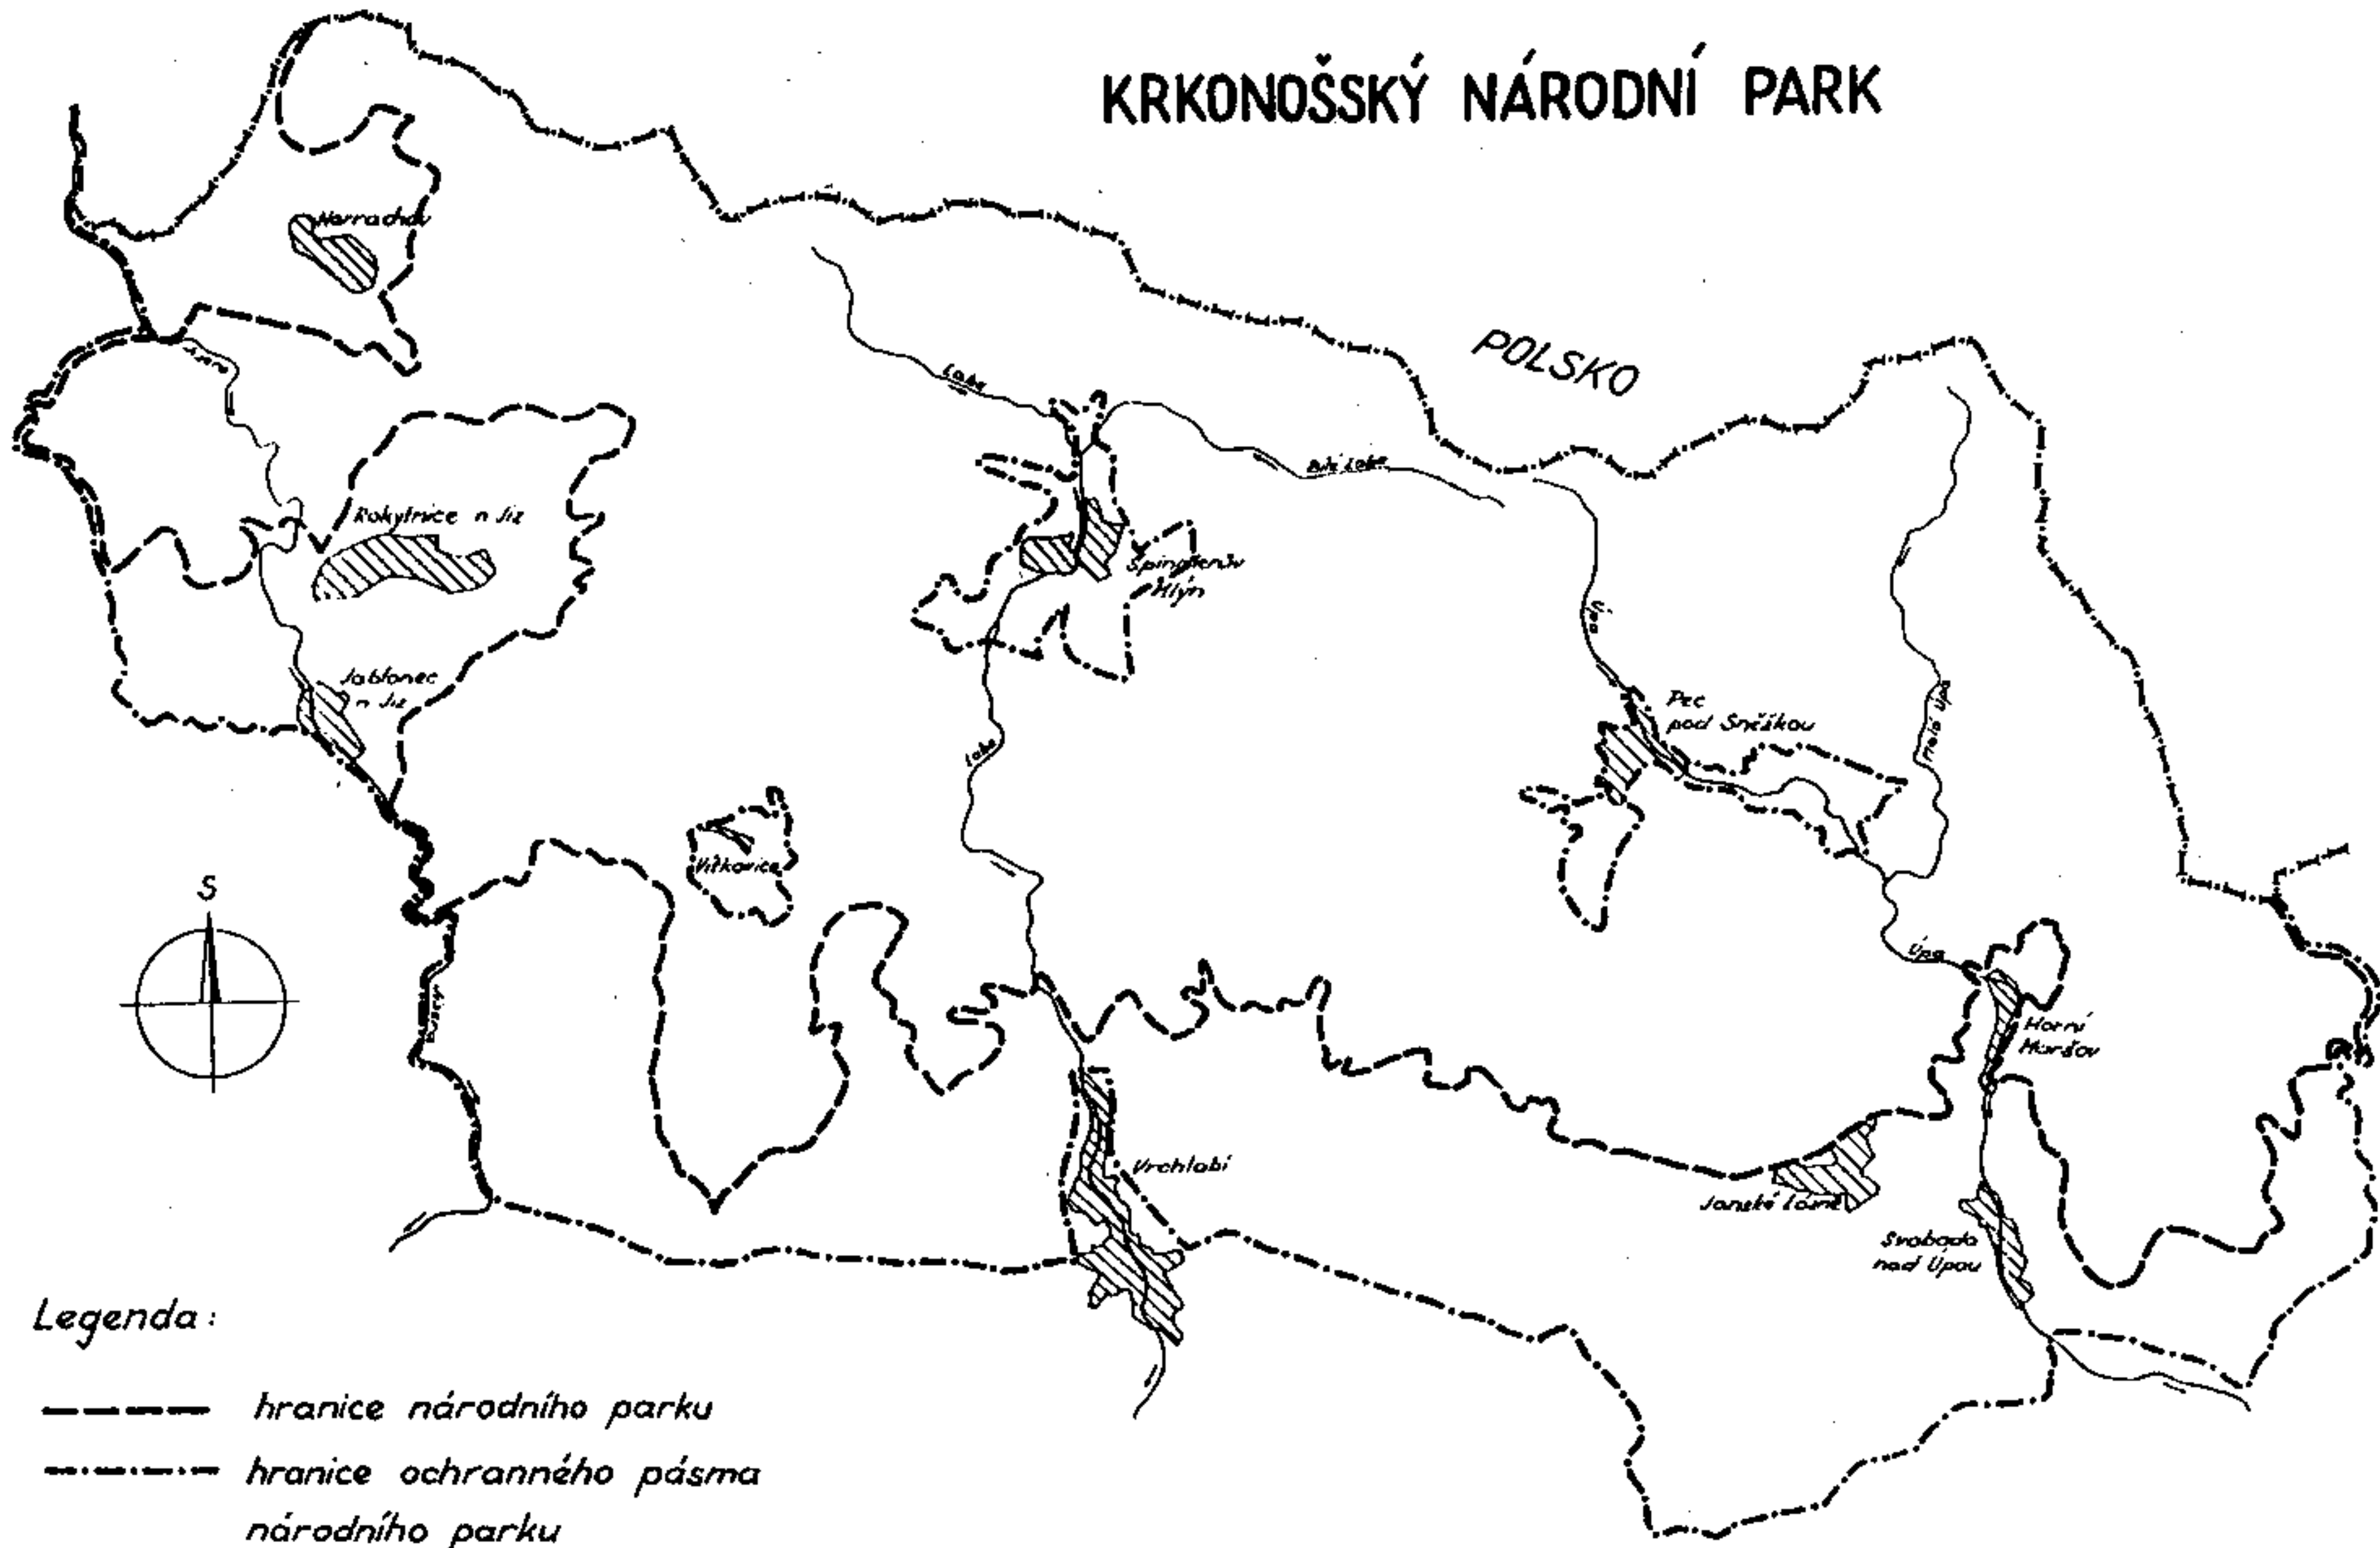 KRKONOŠSKÝ NÁRODNÍ PARK
Harrachov
POLSKO
Labe
Bílé Labe
Rokytnice n Jiz
Špindlerův
Mlýn
Úpa
Jablonec
n Jiz
Pec
pod Sněžkou
Malá Úpa
Labe
Vítkovice
S
Úpa
Horní
Maršov
Vrchlabí
Janské Lázně
Svoboda
nad Úpou
Legenda:
hranice národního parku
hranice ochranného pásma
národního parku